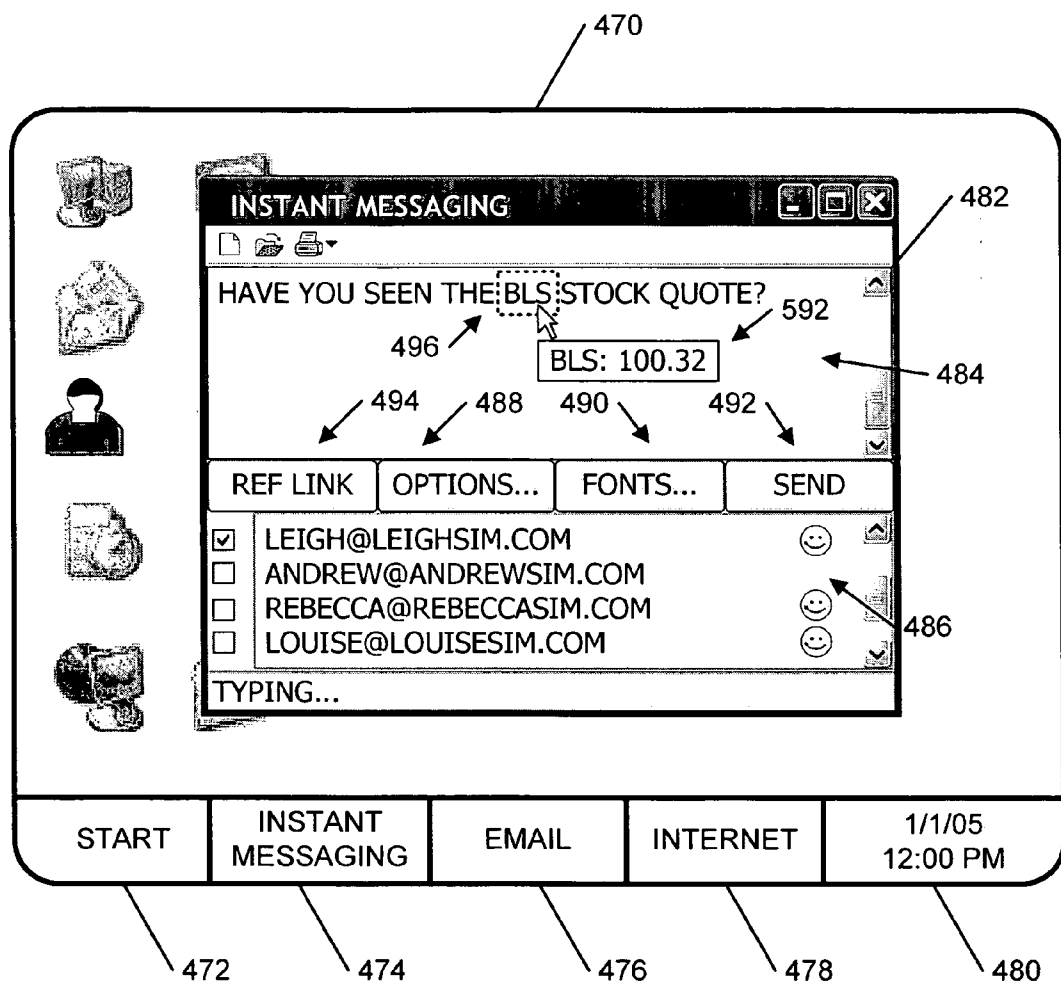 470
INSTANT MESSAGING
482
HAVE YOU SEEN THE BLS STOCK QUOTE?
592
496
BLS: 100.32
484
494
488
490
492
REF LINK
OPTIONS...
FONTS...
SEND
LEIGH@LEIGHSIM.COM
ANDREW@ANDREWSIM.COM
REBECCA@REBECCASIM.COM
486
LOUISE@LOUISESIM.COM
TYPING...
START
INSTANT
MESSAGING
EMAIL
INTERNET
1/1/05
12:00 PM
472
474
476
478
480